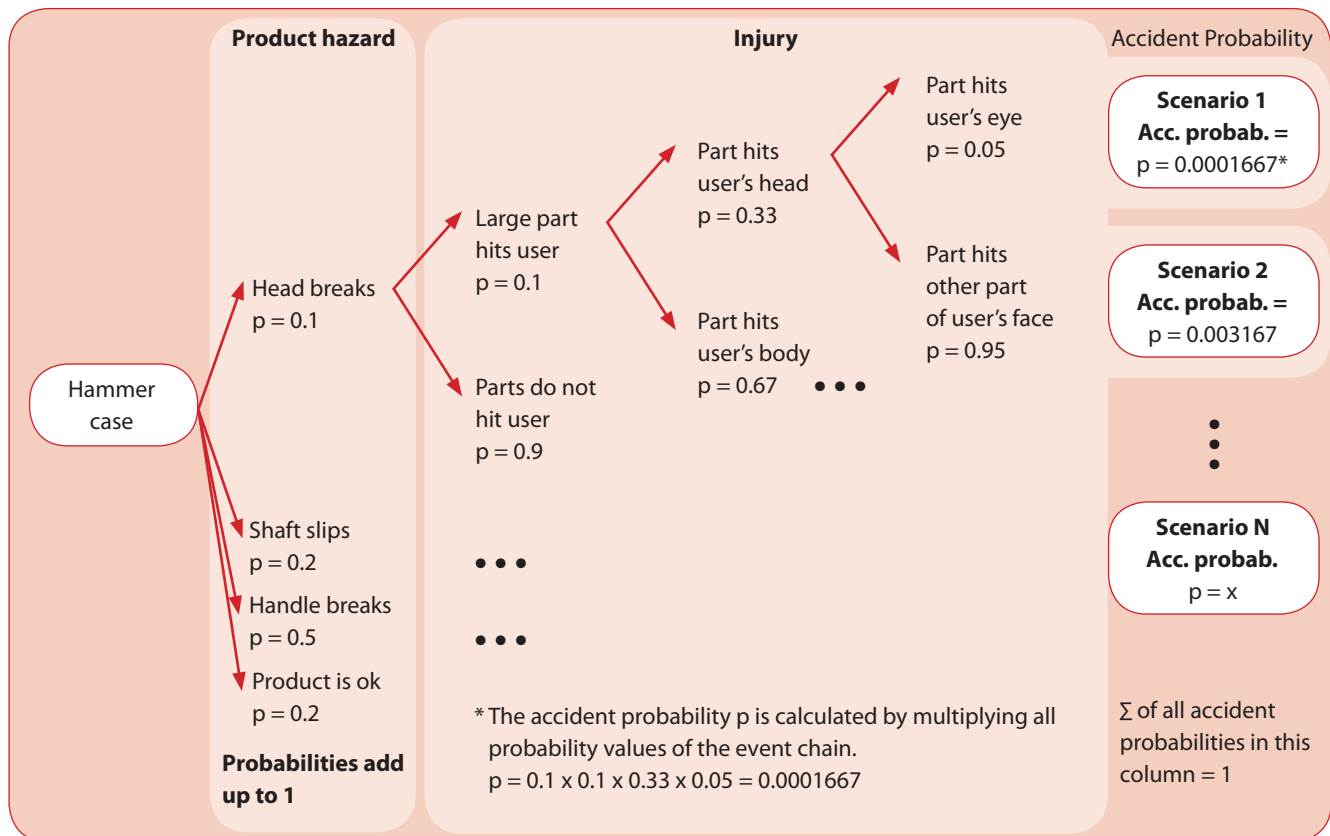 Product hazard
Injury
Accident Probability
Hammer
case
Head breaks
p = 0.1
Shaft slips
p = 0.2
Handle breaks
p = 0.5
Product is ok
p = 0.2
Probabilities add
up to 1
Large part
hits user
p = 0.1
Parts do not
hit user
p = 0.9
Part hits
user’s head
p = 0.33
Part hits
user’s body
p = 0.67
Part hits
user’s eye
p = 0.05
Part hits
other part
of user’s face
p = 0.95
* The accident probability p is calculated by multiplying all
probability values of the event chain.
p = 0.1 x 0.1 x 0.33 x 0.05 = 0.0001667
Scenario 1
Acc. probab. =
p = 0.0001667*
Scenario 2
Acc. probab. =
p = 0.003167
Scenario N
Acc. probab.
p = x
Σ of all accident
probabilities in this
column = 1